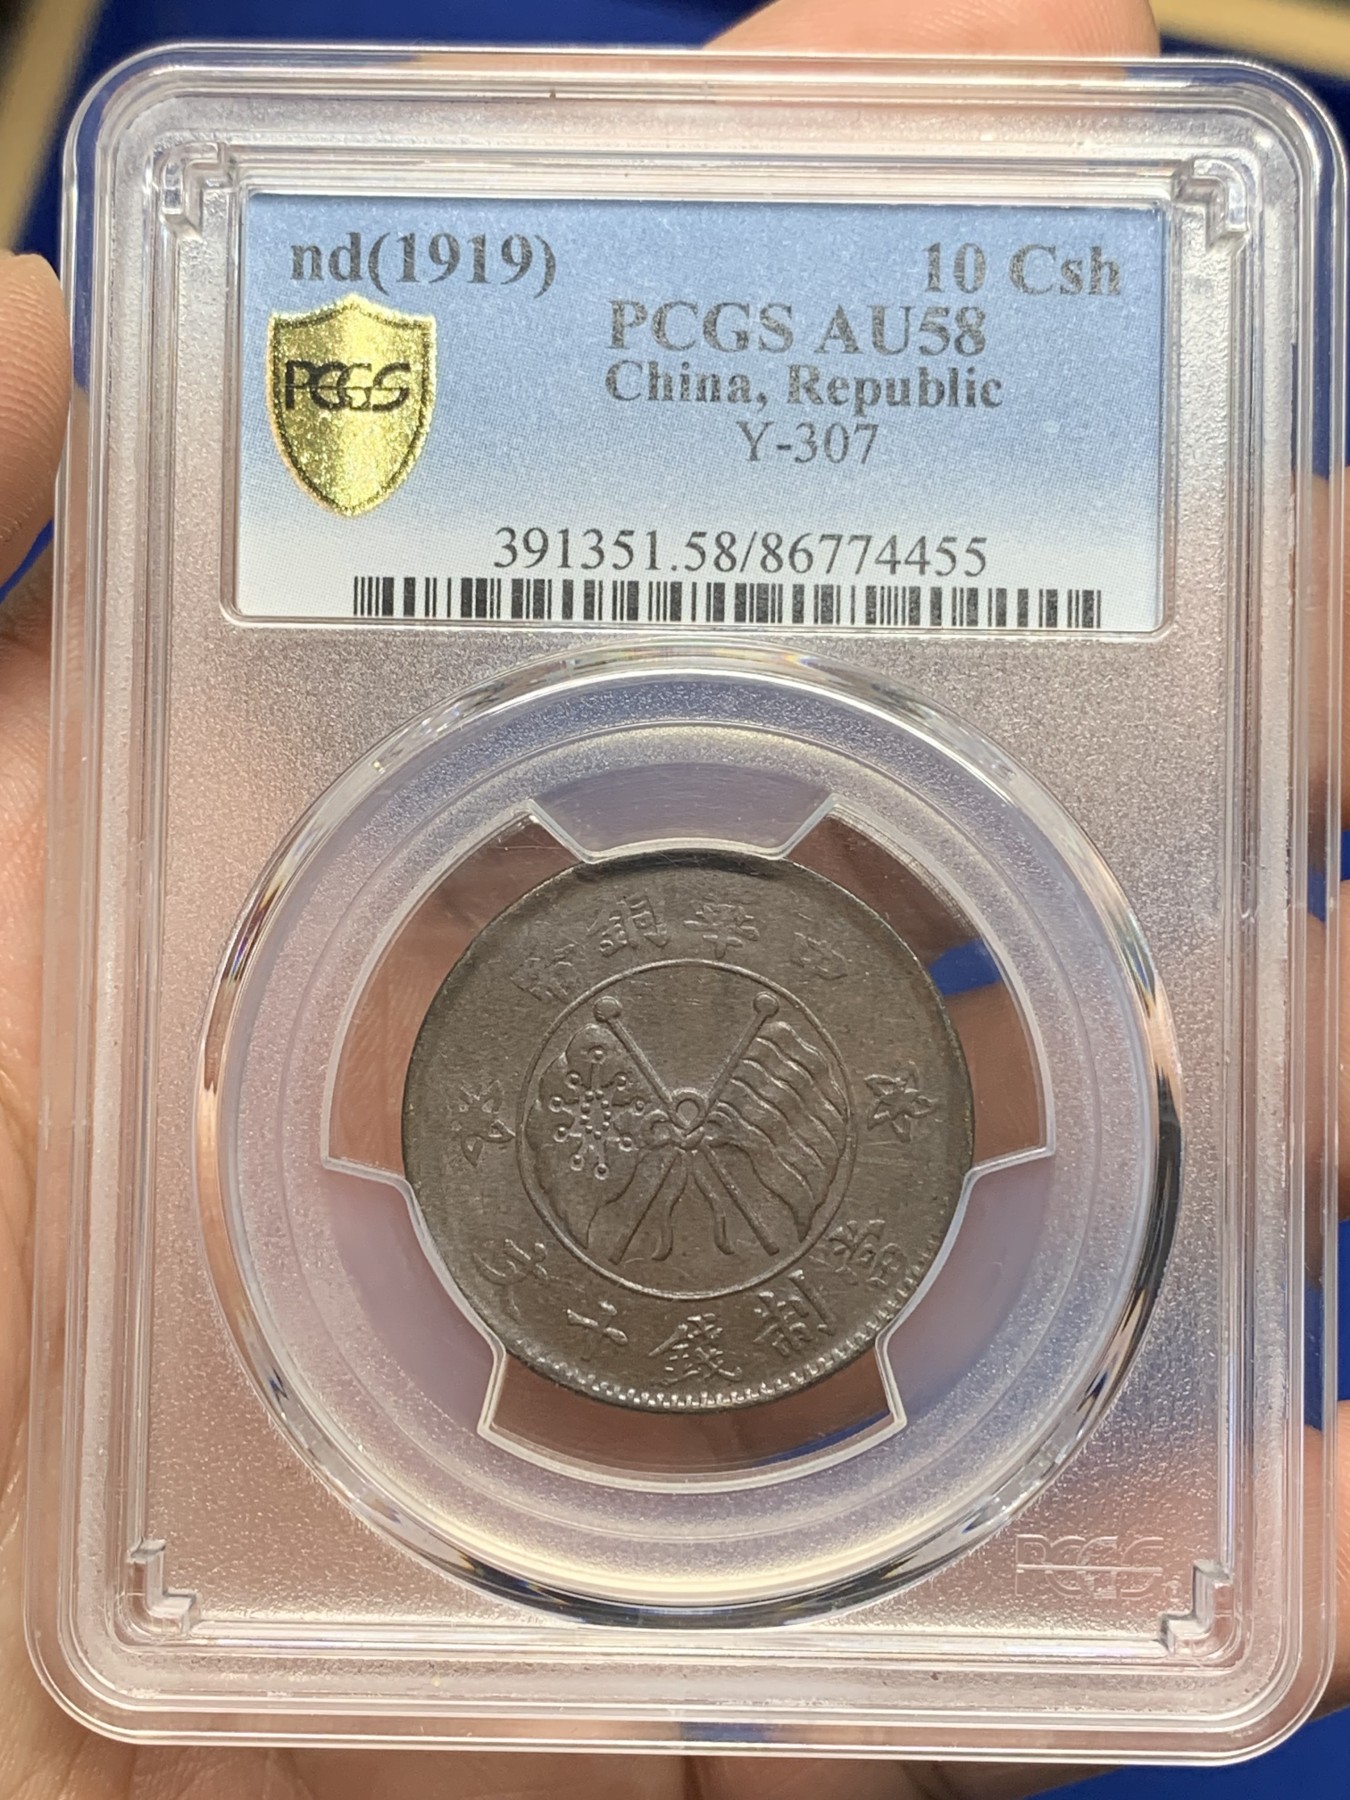 nd(1919) 10 Csh
PCGS AU58
PCGS
China, Republic
Y-307
391351.58/86774455
幣銅華中
枚十錢制當
PCGS